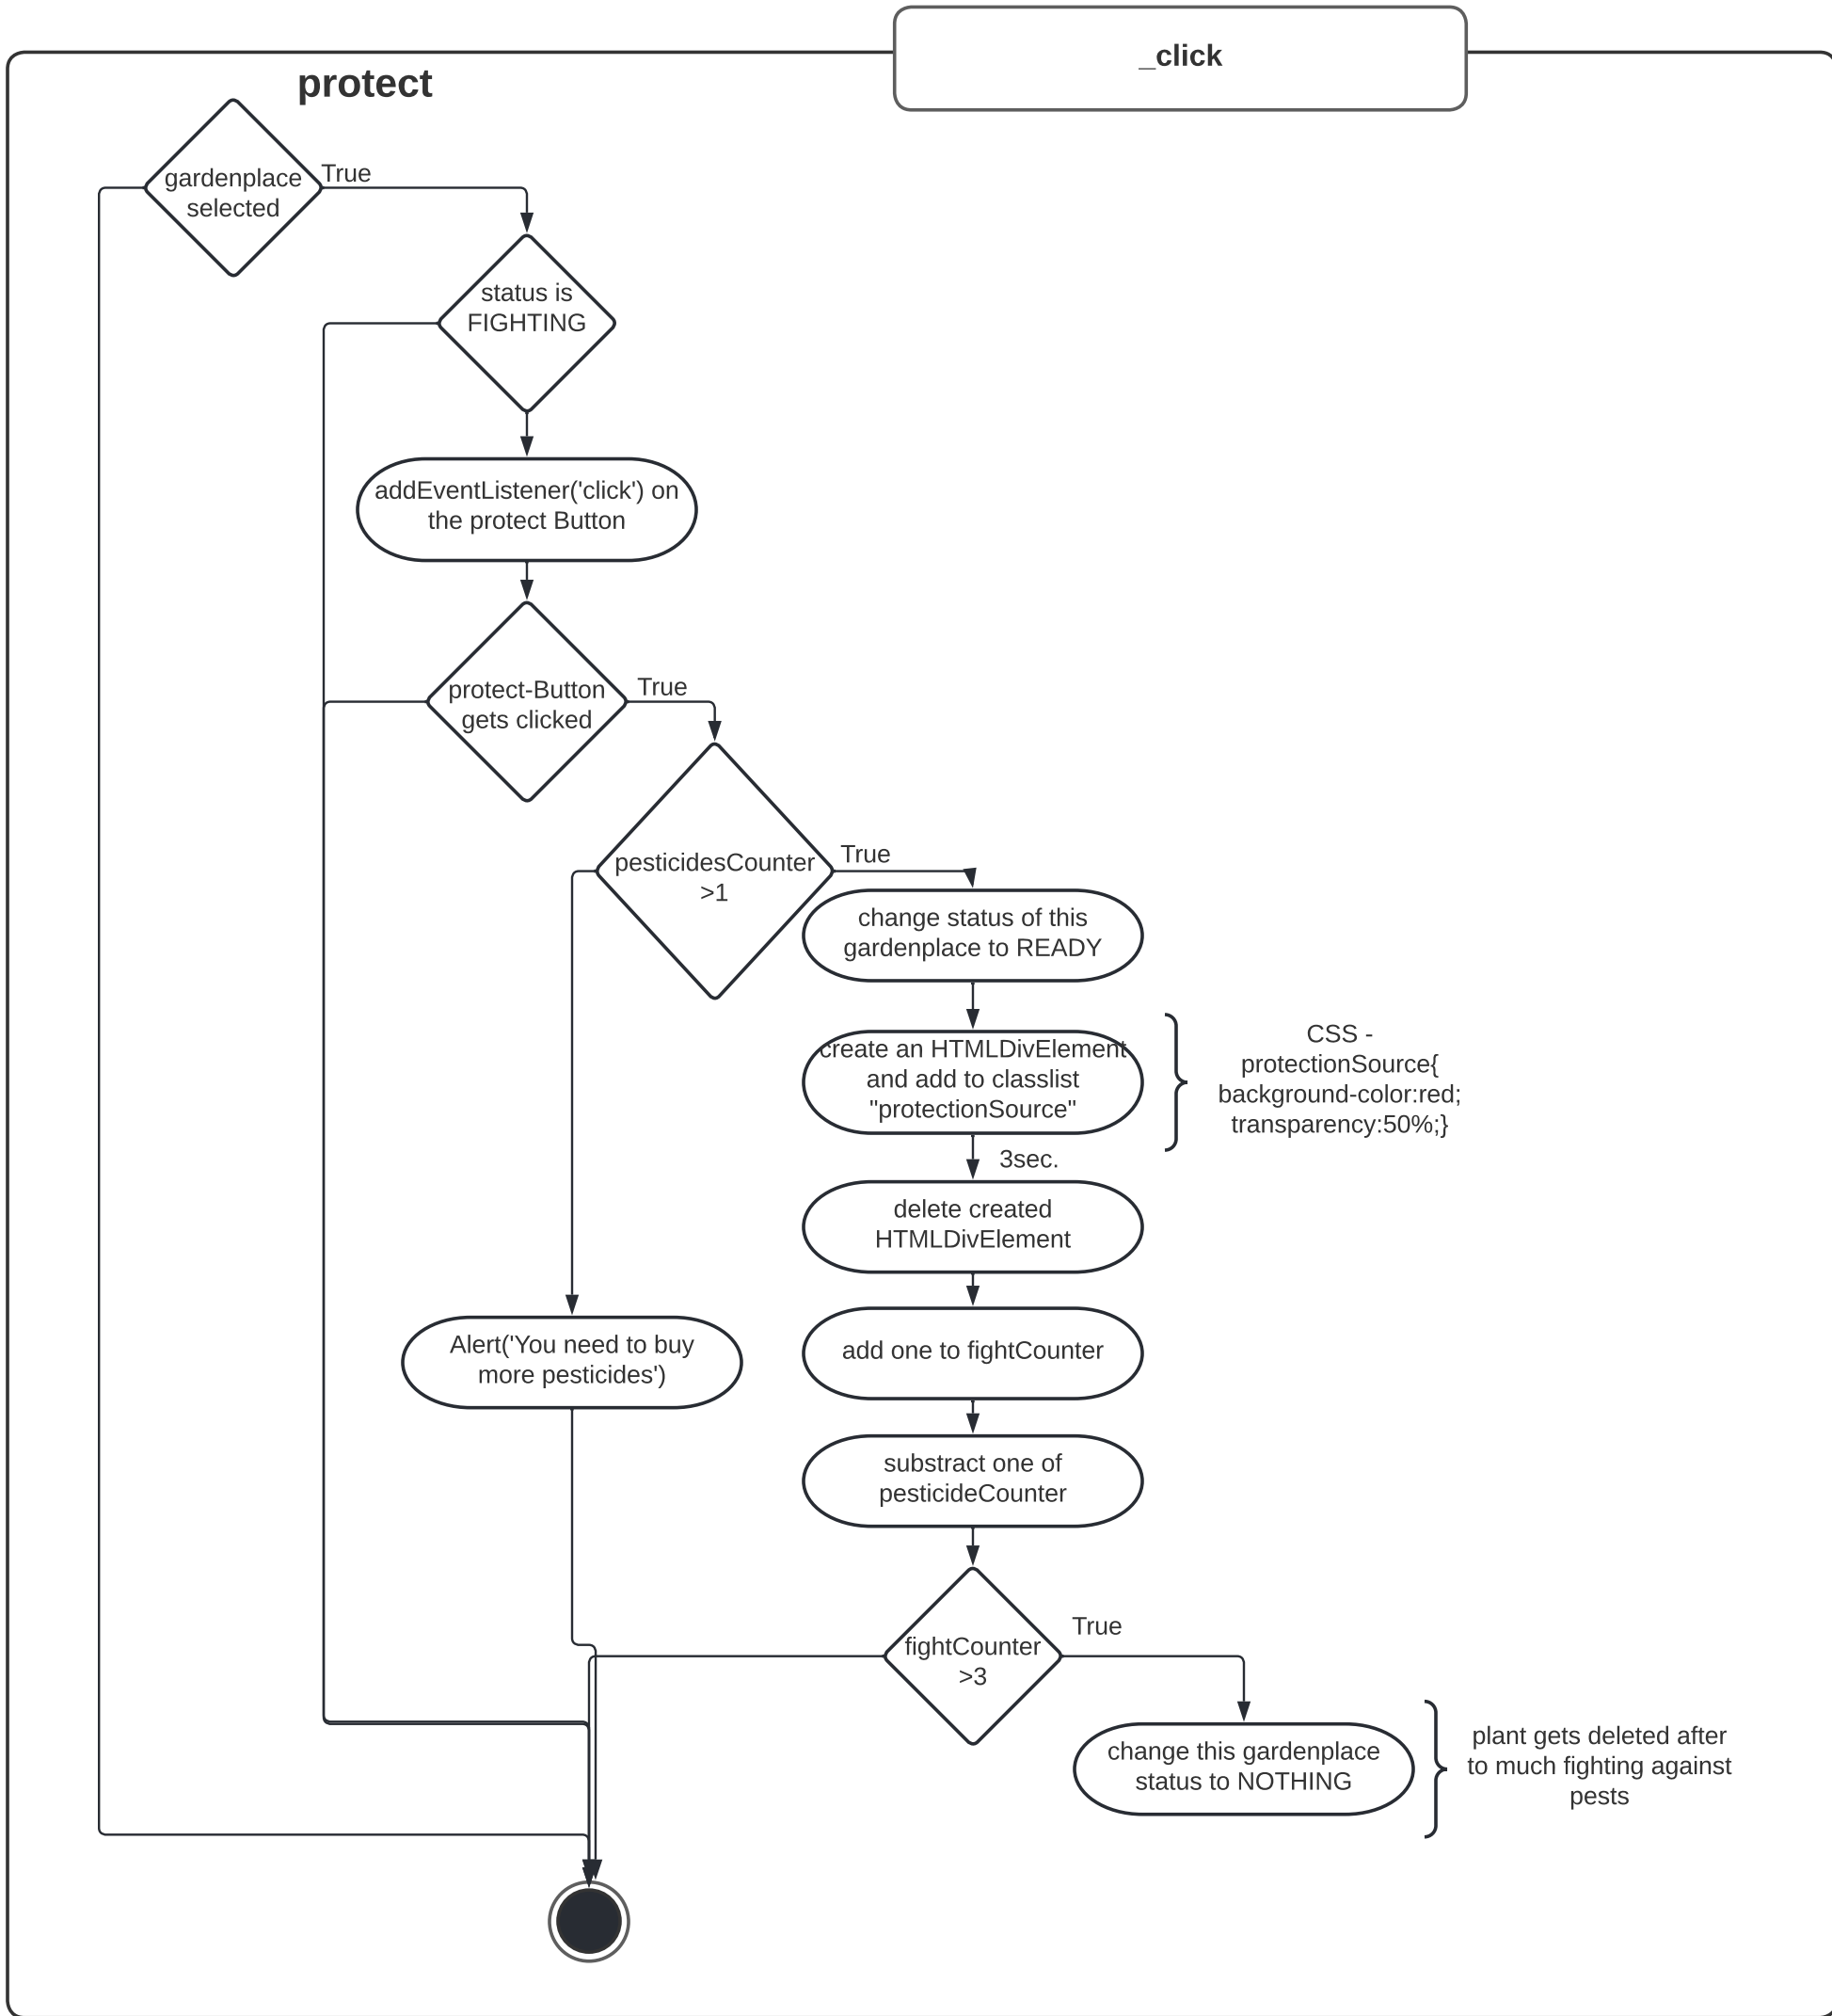 _click
protect
gardenplace
selected
True
status is
FIGHTING
addEventListener('click') on
the protect Button
protect-Button
gets clicked
True
pesticidesCounter
>1
True
change status of this
gardenplace to READY
create an HTMLDivElement
and add to classlist
"protectionSource"
CSS -
protectionSource{
background-color:red;
transparency:50%;}
3sec.
delete created
HTMLDivElement
Alert('You need to buy
more pesticides')
add one to fightCounter
substract one of
pesticideCounter
fightCounter
>3
True
change this gardenplace
status to NOTHING
plant gets deleted after
to much fighting against
pests